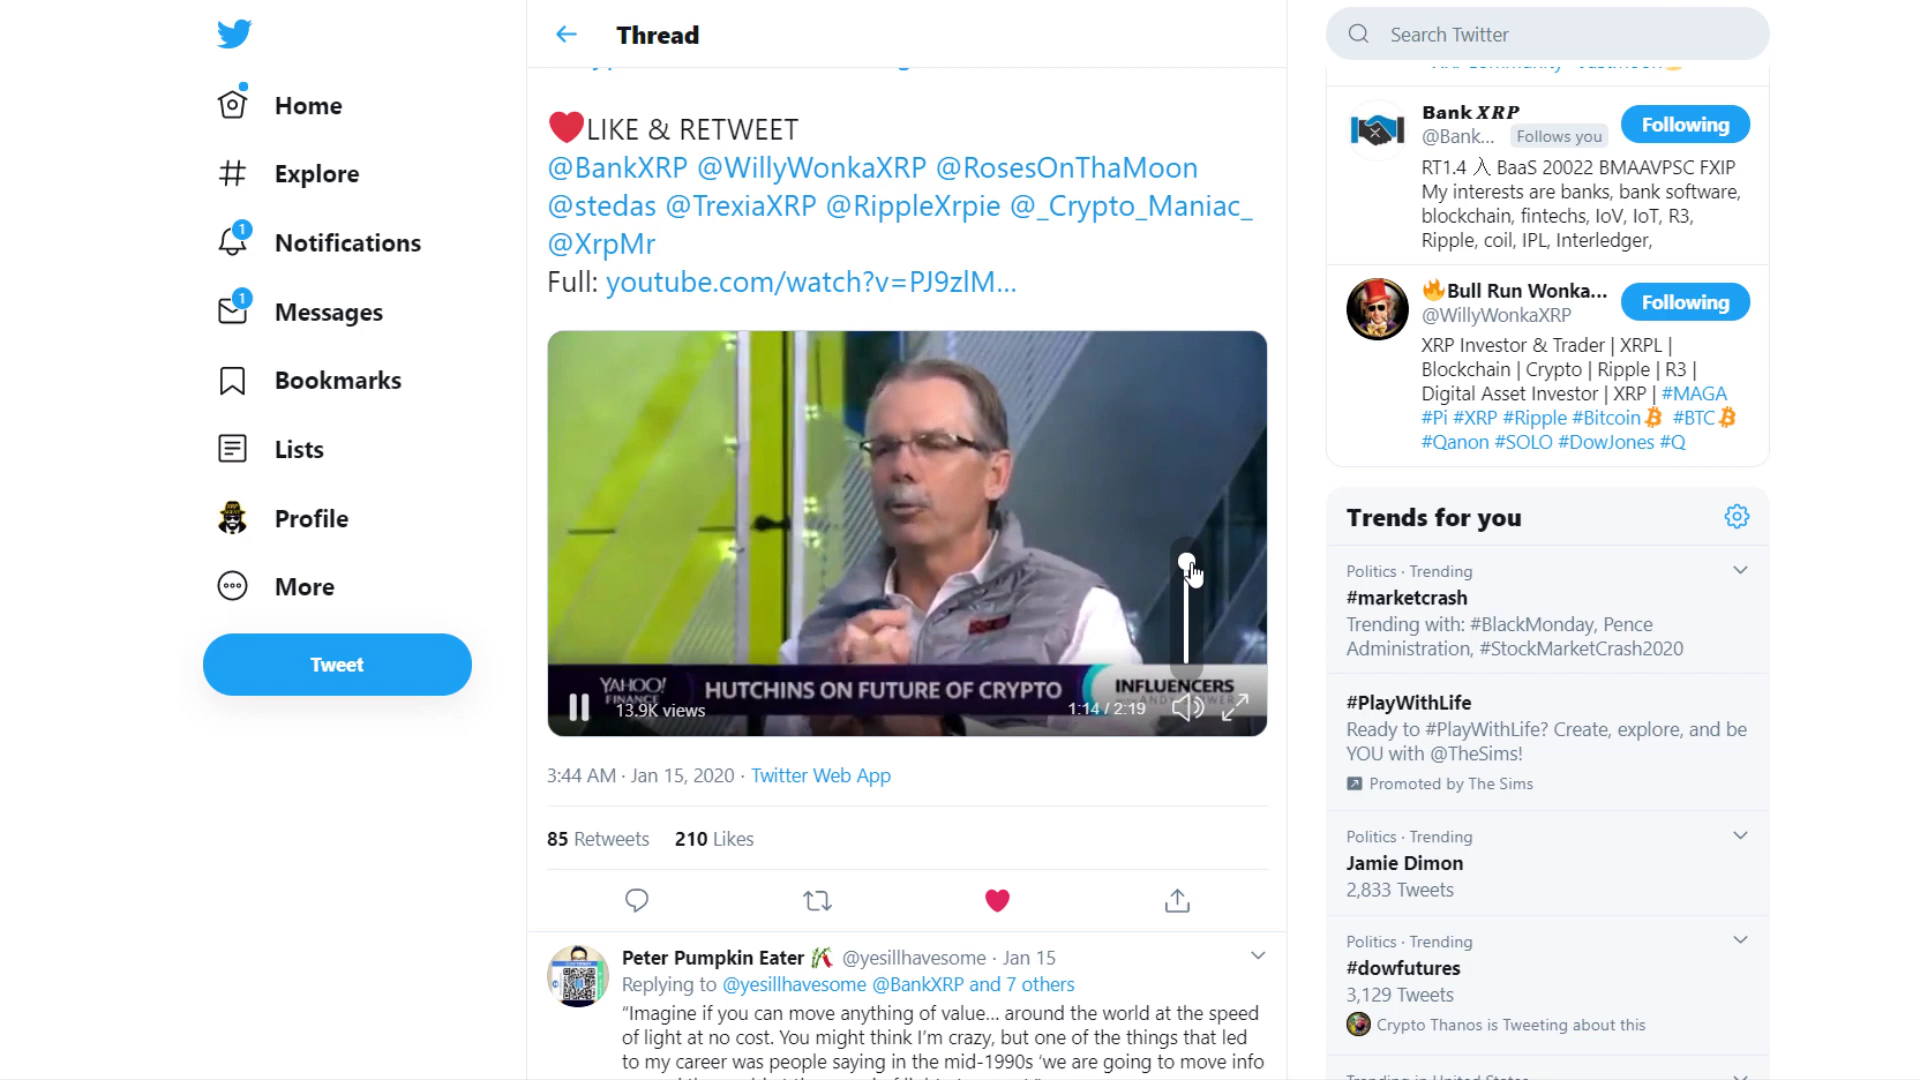 Thread
Search Twitter
Home
Explore
1
Notifications
1
Messages
Bookmarks
Lists
Profile
More
Tweet
LIKE & RETWEET
@BankXRP @WillyWonkaXRP @RosesOnThaMoon
@stedas @TrexiaXRP @RippleXrpie @_Crypto_Maniac_
@XrpMr
Full: youtube.com/watch?v=PJ9zlM...
YAHOO!
FINANCE
HUTCHINS ON FUTURE OF CRYPTO
INFLUENCERS
13.9K views
1:14 / 2:19
3:44 AM · Jan 15, 2020 · Twitter Web App
85 Retweets 210 Likes
Peter Pumpkin Eater @yesillhavesome · Jan 15
Replying to @yesillhavesome @BankXRP and 7 others
“Imagine if you can move anything of value... around the world at the speed
of light at no cost. You might think I'm crazy, but one of the things that led
to my career was people saying in the mid-1990s ‘we are going to move info
Bank XRP
@Bank... Follows you
Following
RT1.4 入 BaaS 20022 BMAAVPSC FXIP
My interests are banks, bank software,
blockchain, fintechs, IoV, IoT, R3,
Ripple, coil, IPL, Interledger,
🔥Bull Run Wonka...
@WillyWonkaXRP
Following
XRP Investor & Trader | XRPL |
Blockchain | Crypto | Ripple | R3 |
Digital Asset Investor | XRP | #MAGA
#Pi #XRP #Ripple #Bitcoin #BTC
#Qanon #SOLO #DowJones #Q
Trends for you
Politics · Trending
#marketcrash
Trending with: #BlackMonday, Pence
Administration, #StockMarketCrash2020
#PlayWithLife
Ready to #PlayWithLife? Create, explore, and be
YOU with @TheSims!
Promoted by The Sims
Politics · Trending
Jamie Dimon
2,833 Tweets
Politics · Trending
#dowfutures
3,129 Tweets
Crypto Thanos is Tweeting about this